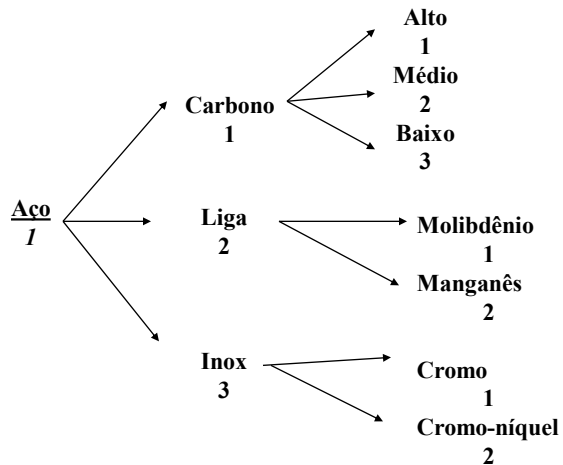 Alto
1
Médio
2
Baixo
3
Carbono
1
Aço
1
Liga
2
Molibdênio
1
Manganês
2
Inox
3
Cromo
1
Cromo-níquel
2